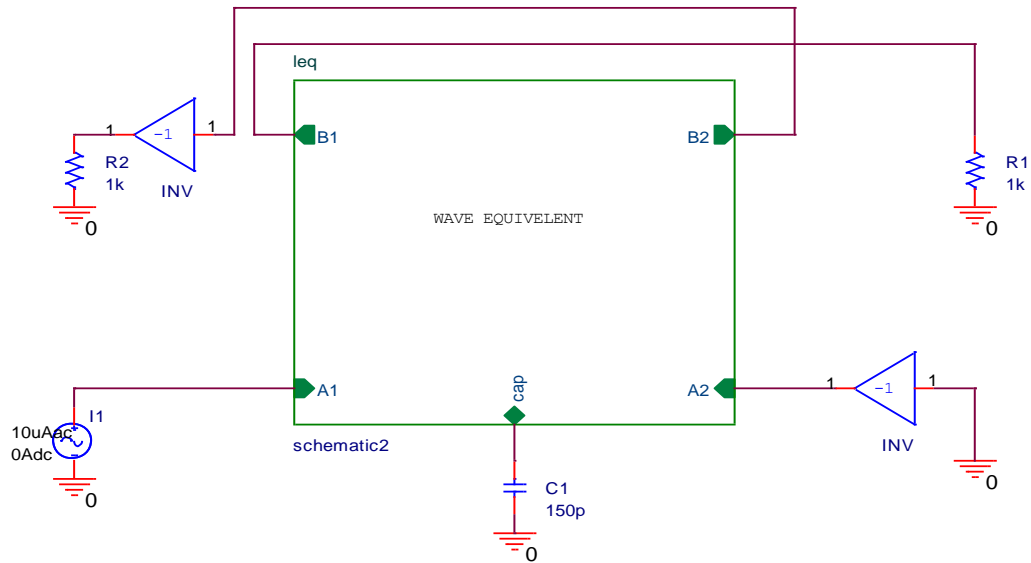 leq
1
-1
1
B1
B2
R2
1k
INV
R1
1k
0
WAVE EQUIVELENT
0
cap
A1
A2
1
-1
1
I1
10uAac
0Adc
schematic2
INV
0
C1
150p
0
0